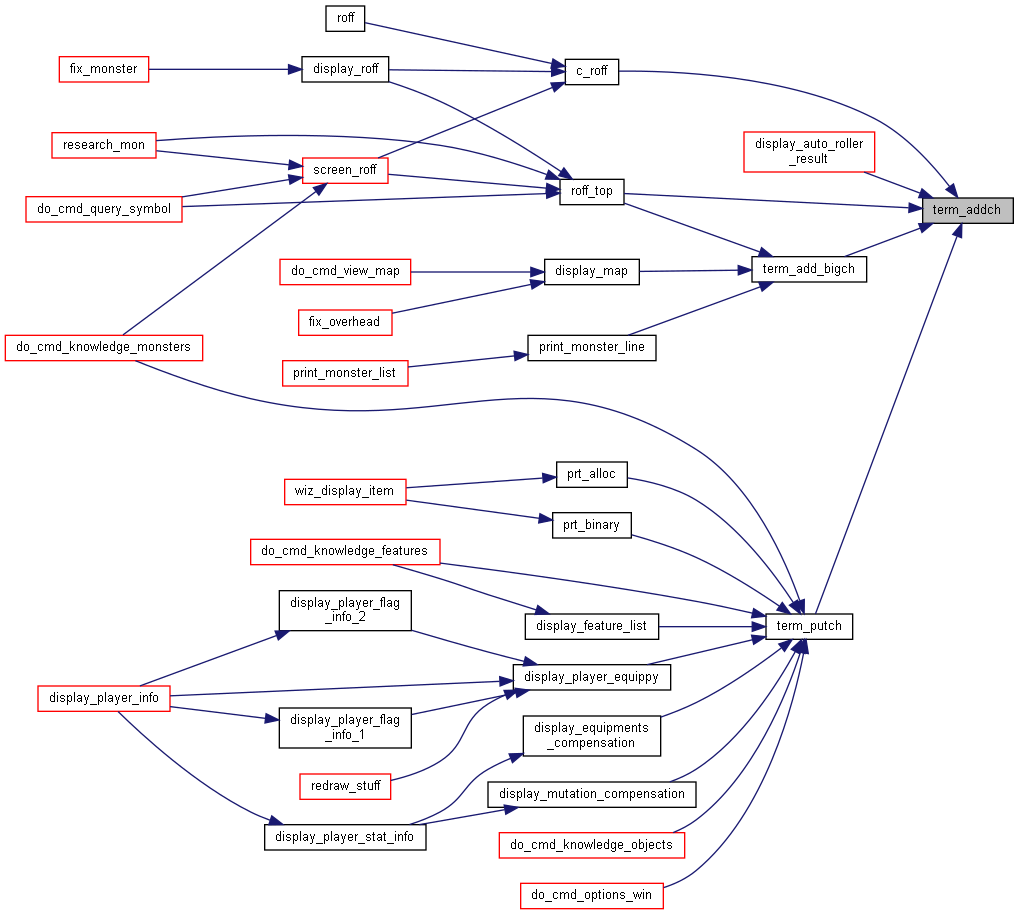 roff
fix_monster
display_roff
c_roff
research_mon
screen_roff
display_auto_roller
_result
do_cmd_query_symbol
roff_top
term_addch
do_cmd_view_map
display_map
term_add_bigch
fix_overhead
do_cmd_knowledge_monsters
print_monster_line
print_monster_list
prt_alloc
wiz_display_item
prt_binary
do_cmd_knowledge_features
display_player_flag
_info_2
display_feature_list
term_putch
display_player_equippy
display_player_info
display_player_flag
_info_1
display_equipments
_compensation
redraw_stuff
display_mutation_compensation
display_player_stat_info
do_cmd_knowledge_objects
do_cmd_options_win